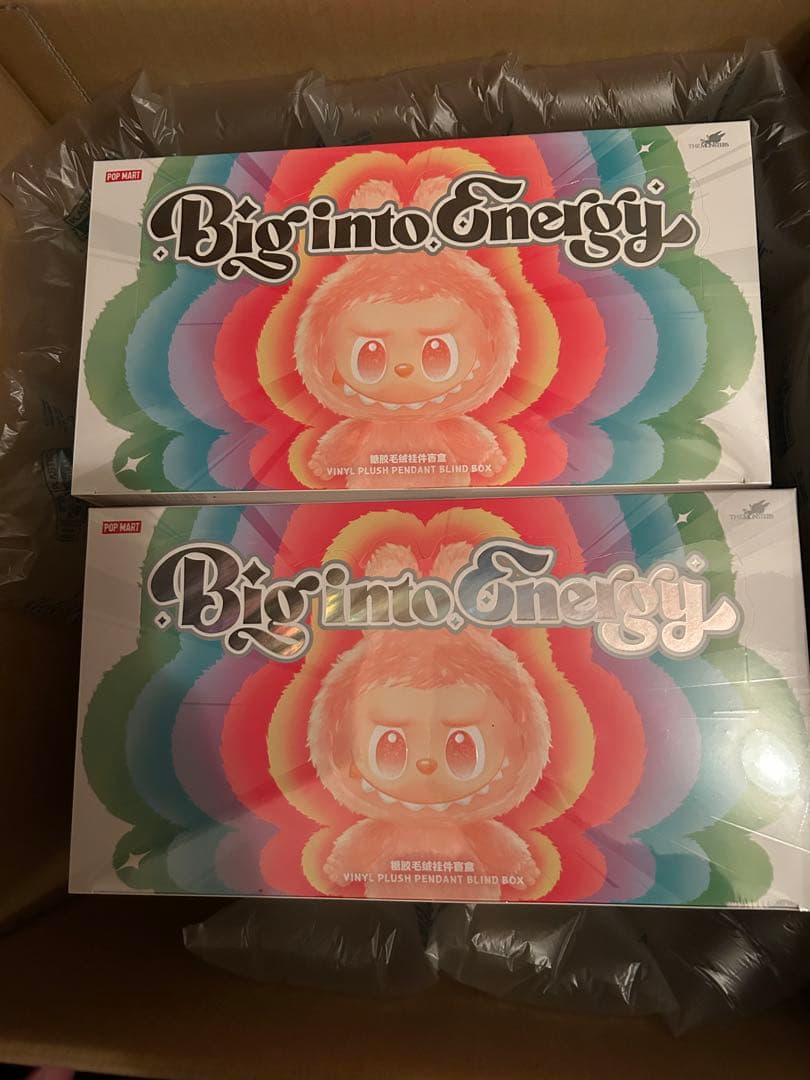 POP MART
THE MONSTERS
Big into Energy
糖胶毛绒挂件盲盒
VINYL PLUSH PENDANT BLIND BOX
POP MART
THE MONSTERS
Big into Energy
糖胶毛绒挂件盲盒
VINYL PLUSH PENDANT BLIND BOX